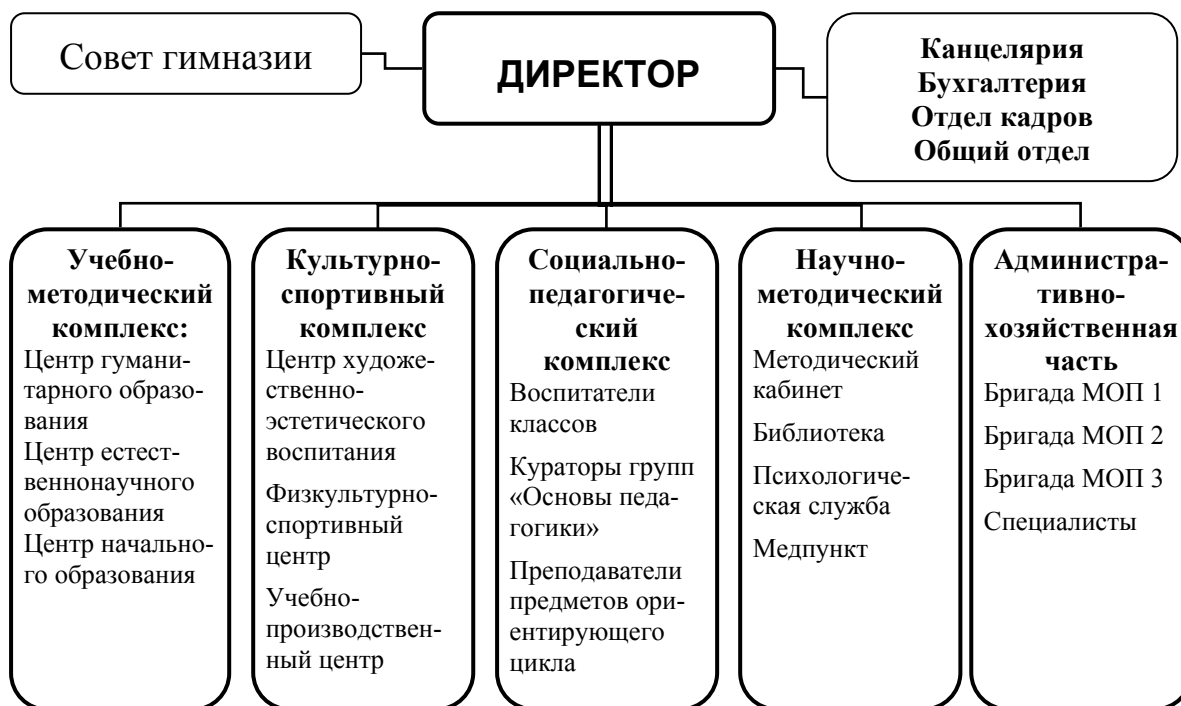 Совет гимназии
ДИРЕКТОР
Канцелярия
Бухгалтерия
Отдел кадров
Общий отдел
Учебно-
методический
комплекс:
Центр гумани-
тарного образо-
вания
Центр естест-
веннонаучного
образования
Центр начально-
го образования
Культурно-
спортивный
комплекс
Центр художе-
ственно-
эстетического
воспитания
Физкультурно-
спортивный
центр
Учебно-
производствен-
ный центр
Социально-
педагогиче-
ский
комплекс
Воспитатели
классов
Кураторы групп
«Основы педа-
гогики»
Преподаватели
предметов ори-
ентирующего
цикла
Научно-
методический
комплекс
Методический
кабинет
Библиотека
Психологиче-
ская служба
Медпункт
Администра-
тивно-
хозяйственная
часть
Бригада МОП 1
Бригада МОП 2
Бригада МОП 3
Специалисты